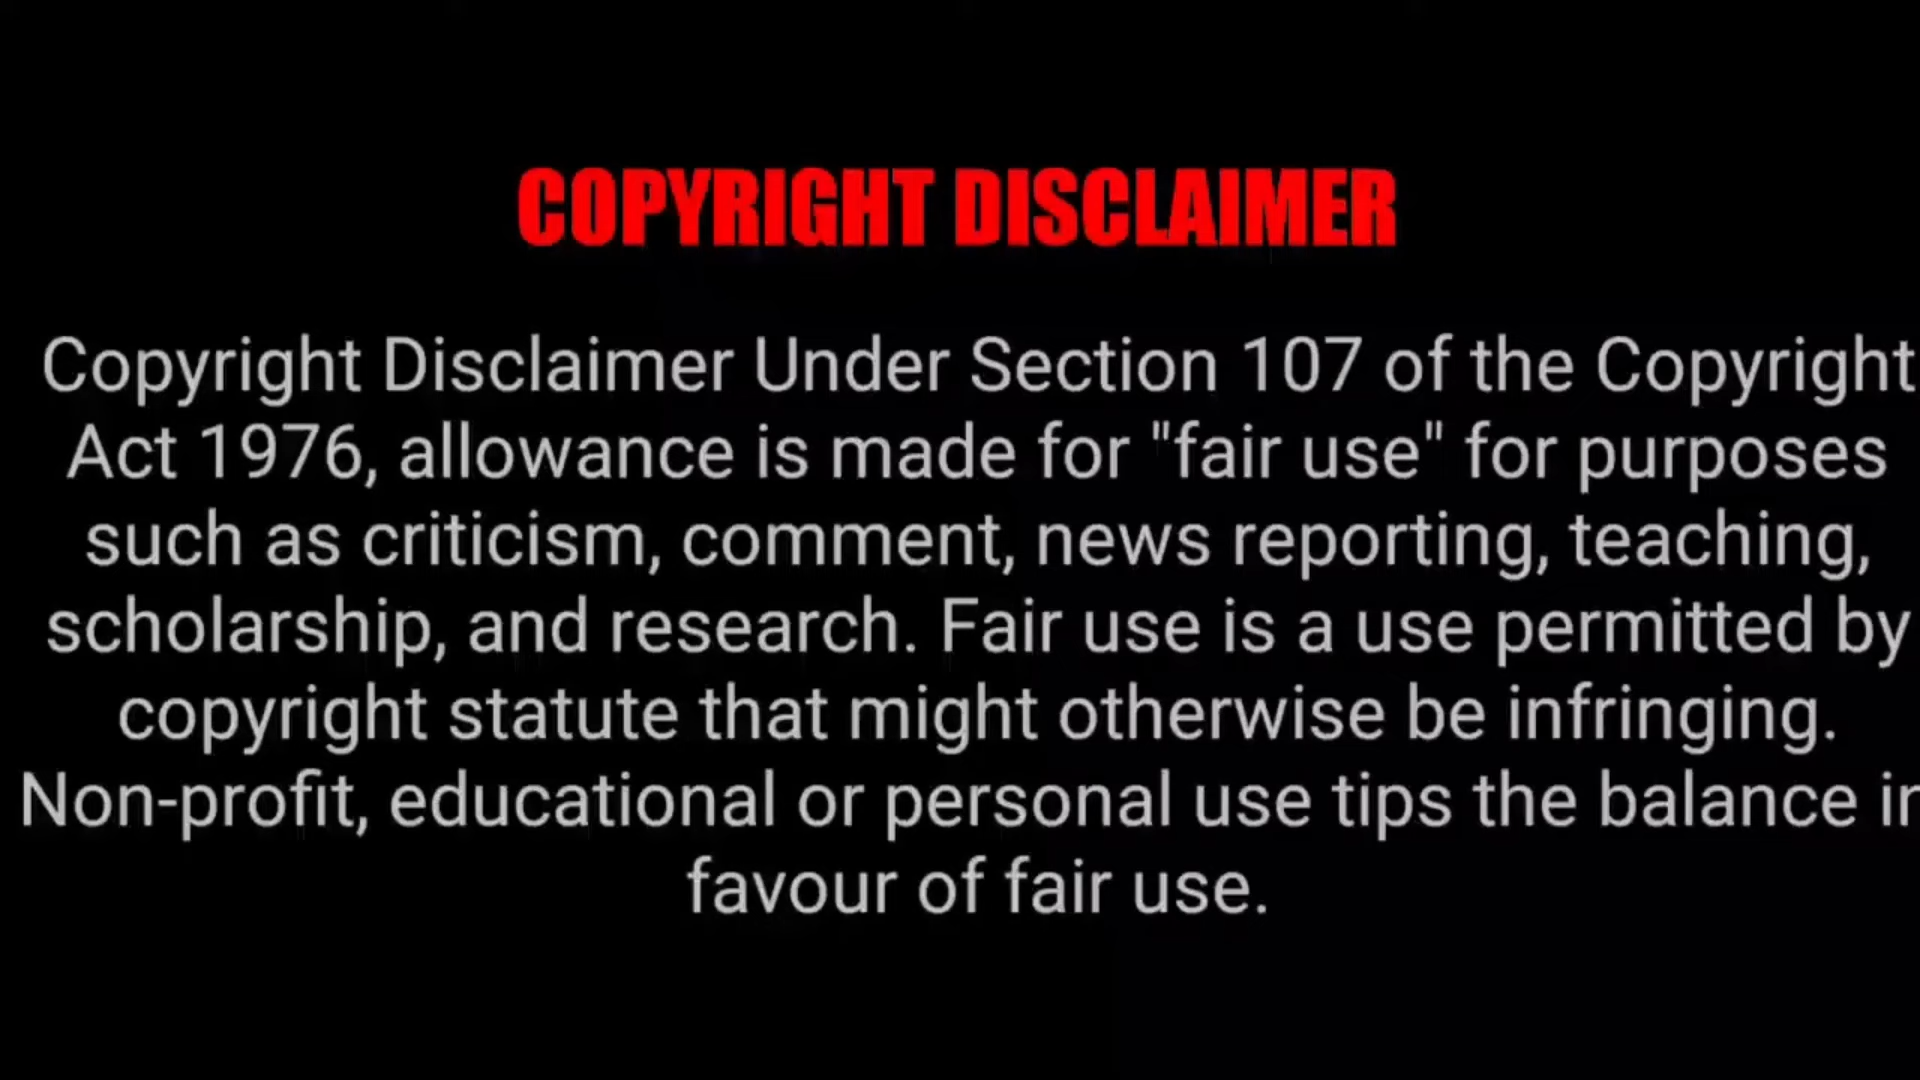 COPYRIGHT DISCLAIMER
Copyright Disclaimer Under Section 107 of the Copyright
Act 1976, allowance is made for "fair use" for purposes
such as criticism, comment, news reporting, teaching,
scholarship, and research. Fair use is a use permitted by
copyright statute that might otherwise be infringing.
Non-profit, educational or personal use tips the balance in
favour of fair use.